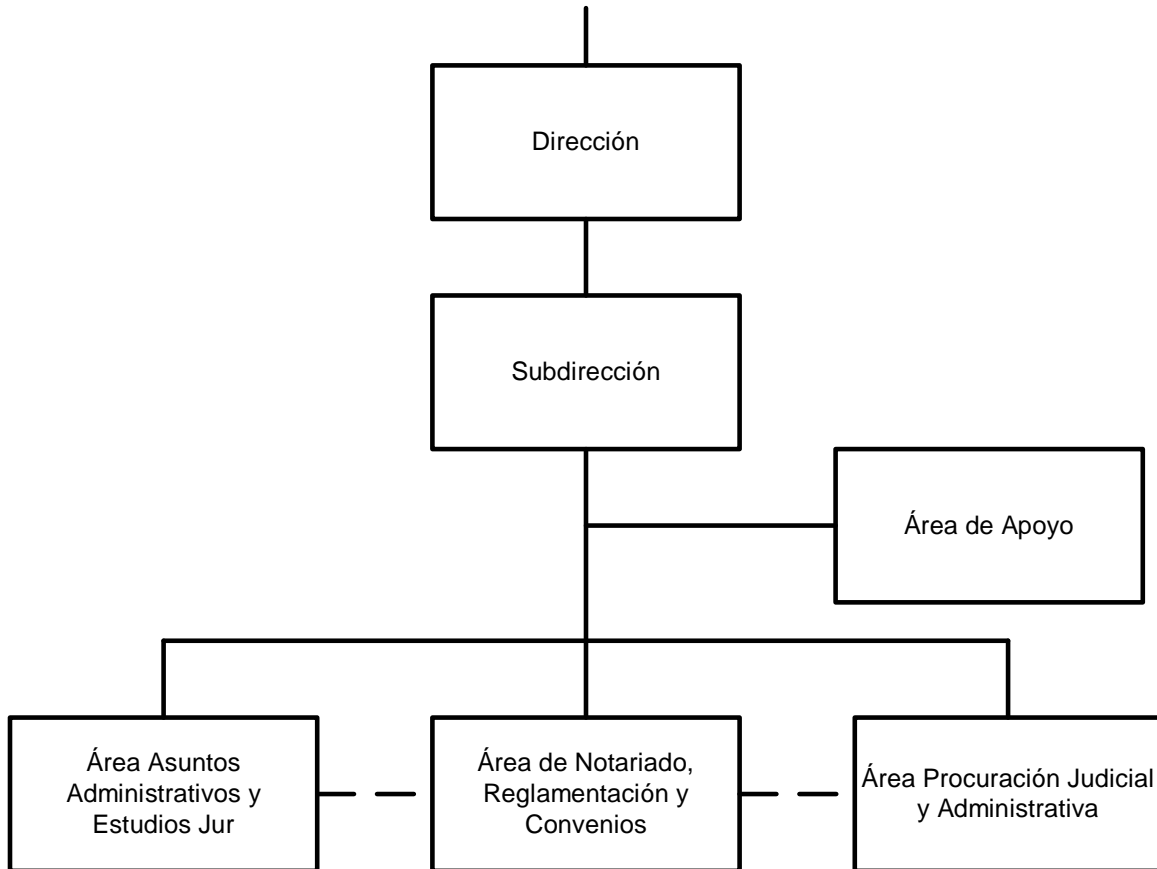 Dirección
Subdirección
Área de Apoyo
Área Asuntos
Administrativos y
Estudios Jur
Área de Notariado,
Reglamentación y
Convenios
Área Procuración Judicial
y Administrativa